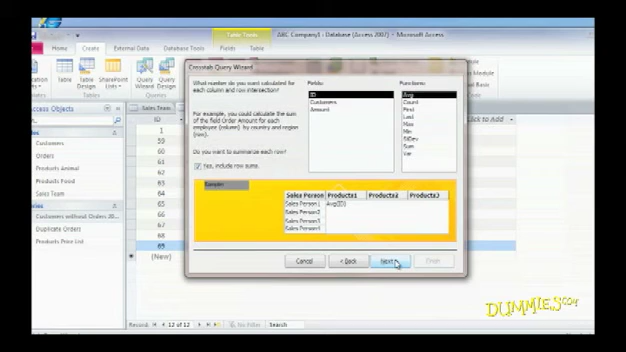 Table Tools
ABC Company1 : Database (Access 2007) - Microsoft Access
Home Create External Data Database Tools Fields Table
Table Table Design SharePoint Lists Query Wizard Query Design
Tables Queries
Module
Visual Basic
Access Objects
Customers
Orders
Products Animal
Products Food
Sales Team
Customers without Orders
Duplicate Orders
Products Price List
Sales Team
ID
59
60
61
62
63
64
65
66
67
68
69
(New)
Click to Add
Crosstab Query Wizard
What number do you want calculated for each column and row intersection?
For example, you could calculate the sum of the field Order Amount for each employee (column) by country and region (row).
Do you want to summarize each row?
Yes, include row sums.
Fields:
ID
Customers
Amount
Functions:
Avg
Count
First
Last
Max
Min
StDev
Sum
Var
Sample:
Sales Person Products1 Products2 Products3
Sales Person1 Avg(ID)
Sales Person2
Sales Person3
Sales Person4
Cancel < Back Next > Finish
Record: 12 of 12 No Filter Search
DUMMIES.COM